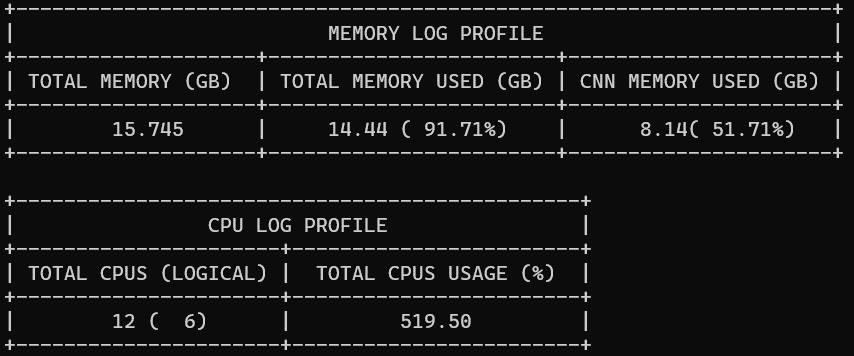 MEMORY LOG PROFILE
TOTAL MEMORY (GB) | TOTAL MEMORY USED (GB) | CNN MEMORY USED (GB)
15.745 | 14.44 ( 91.71%) | 8.14( 51.71%)
CPU LOG PROFILE
TOTAL CPUS (LOGICAL) | TOTAL CPUS USAGE (%)
12 (  6) | 519.50